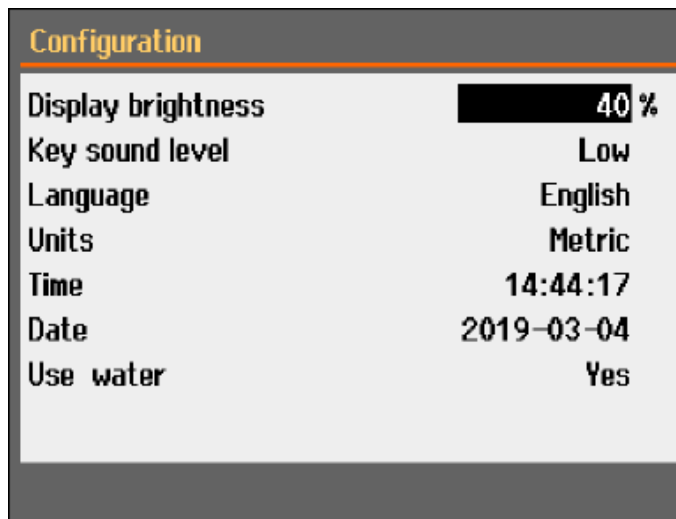 Configuration
Display brightness 40 %
Key sound level Low
Language English
Units Metric
Time 14:44:17
Date 2019-03-04
Use water Yes